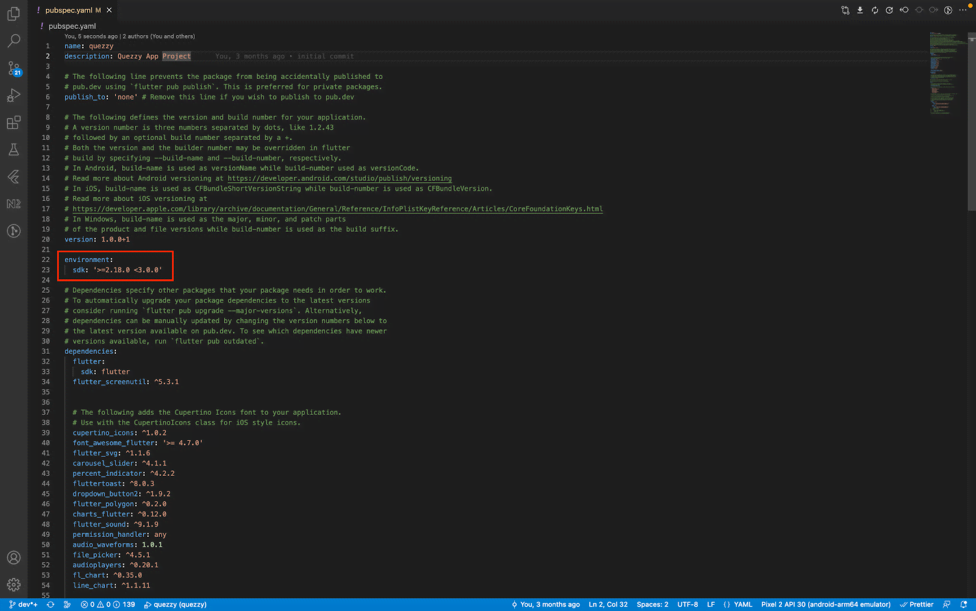 pubspec.yaml M
pubspec.yaml
You, 5 seconds ago | 2 authors (You and others)
1 name: quezzy
2 description: Quezzy App Project You, 3 months ago • initial commit
3
4 # The following line prevents the package from being accidentally published to
5 # pub.dev using `flutter pub publish`. This is preferred for private packages.
6 publish_to: 'none' # Remove this line if you wish to publish to pub.dev
7
8 # The following defines the version and build number for your application.
9 # A version number is three numbers separated by dots, like 1.2.43
10 # followed by an optional build number separated by a +.
11 # Both the version and the builder number may be overridden in flutter
12 # build by specifying --build-name and --build-number, respectively.
13 # In Android, build-name is used as versionName while build-number used as versionCode.
14 # Read more about Android versioning at https://developer.android.com/studio/publish/versioning
15 # In iOS, build-name is used as CFBundleShortVersionString while build-number is used as CFBundleVersion.
16 # Read more about iOS versioning at
17 # https://developer.apple.com/library/archive/documentation/General/Reference/InfoPlistKeyReference/Articles/CoreFoundationKeys.html
18 # In Windows, build-name is used as the major, minor, and patch parts
19 # of the product and file versions while build-number is used as the build suffix.
20 version: 1.0.0+1
21
22 environment:
23 sdk: '>=2.18.0 <3.0.0'
24
25 # Dependencies specify other packages that your package needs in order to work.
26 # To automatically upgrade your package dependencies to the latest versions
27 # consider running `flutter pub upgrade --major-versions`. Alternatively,
28 # dependencies can be manually updated by changing the version numbers below to
29 # the latest version available on pub.dev. To see which dependencies have newer
30 # versions available, run `flutter pub outdated`.
31 dependencies:
32 flutter:
33 sdk: flutter
34 flutter_screenutil: ^5.3.1
35
36
37 # The following adds the Cupertino Icons font to your application.
38 # Use with the CupertinoIcons class for iOS style icons.
39 cupertino_icons: ^1.0.2
40 font_awesome_flutter: '>= 4.7.0'
41 flutter_svg: ^1.1.6
42 carousel_slider: ^4.1.1
43 percent_indicator: ^4.2.2
44 fluttertoast: ^8.0.3
45 dropdown_button2: ^1.9.2
46 flutter_polygon: ^0.2.0
47 charts_flutter: ^0.12.0
48 flutter_sound: ^9.1.9
49 permission_handler: any
50 audio_waveforms: 1.0.1
51 file_picker: ^4.5.1
52 audioplayers: ^0.20.1
53 fl_chart: ^0.35.0
54 line_chart: ^1.1.11
55
21
dev*+ 0 0 139 quezzy (quezzy) You, 3 months ago Ln 2, Col 32 Spaces: 2 UTF-8 LF YAML Pixel 2 API 30 (android-arm64 emulator) Prettier